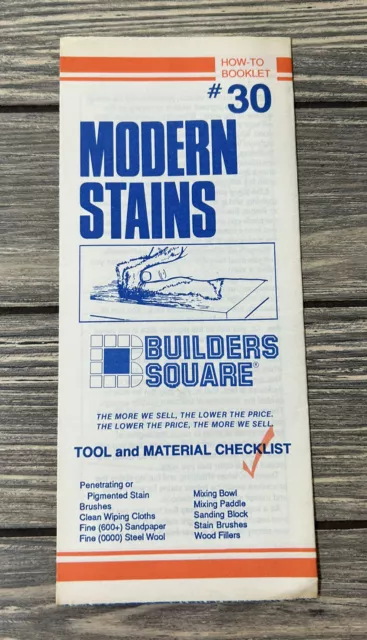 HOW-TO
BOOKLET
# 30
MODERN
STAINS
BUILDERS
SQUARE®
THE MORE WE SELL, THE LOWER THE PRICE.
THE LOWER THE PRICE, THE MORE WE SELL.
TOOL and MATERIAL CHECKLIST
Penetrating or
Pigmented Stain
Brushes
Clean Wiping Cloths
Fine (600+) Sandpaper
Fine (0000) Steel Wool
Mixing Bowl
Mixing Paddle
Sanding Block
Stain Brushes
Wood Fillers